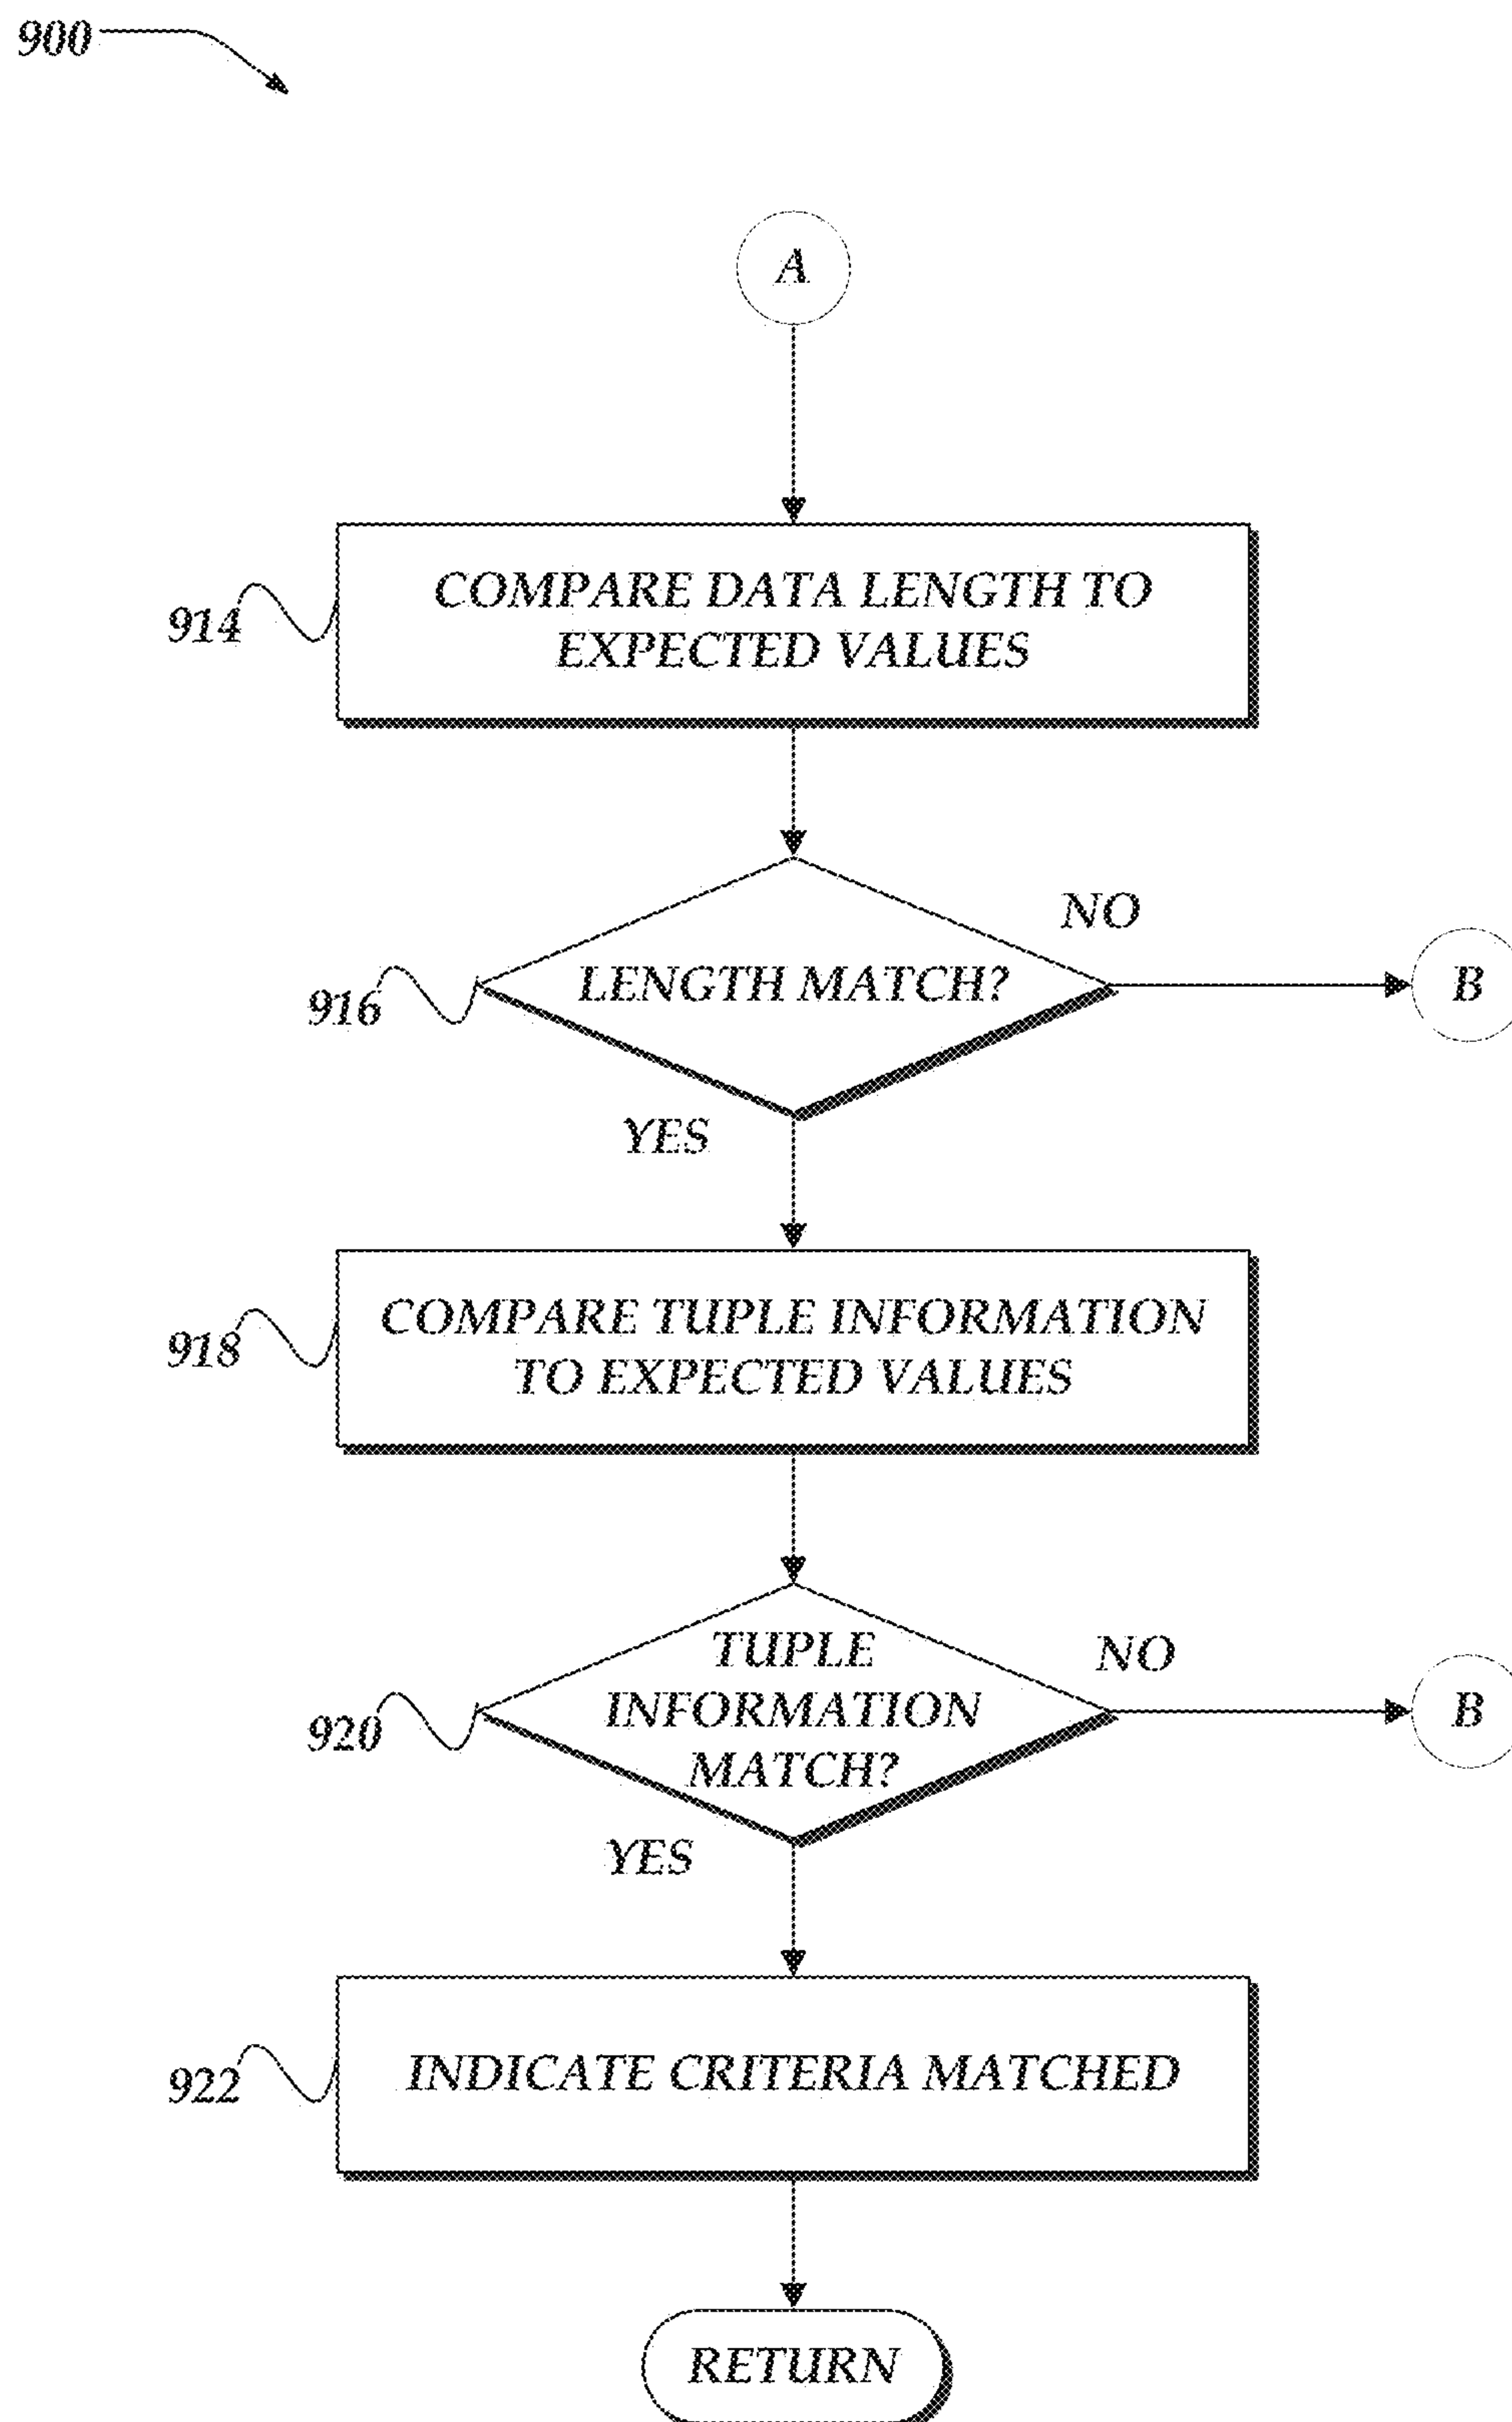 900
A
914
COMPARE DATA LENGTH TO
EXPECTED VALUES
NO
916
LENGTH MATCH?
B
YES
918
COMPARE TUPLE INFORMATION
TO EXPECTED VALUES
NO
920
TUPLE
INFORMATION
MATCH?
B
YES
922
INDICATE CRITERIA MATCHED
RETURN